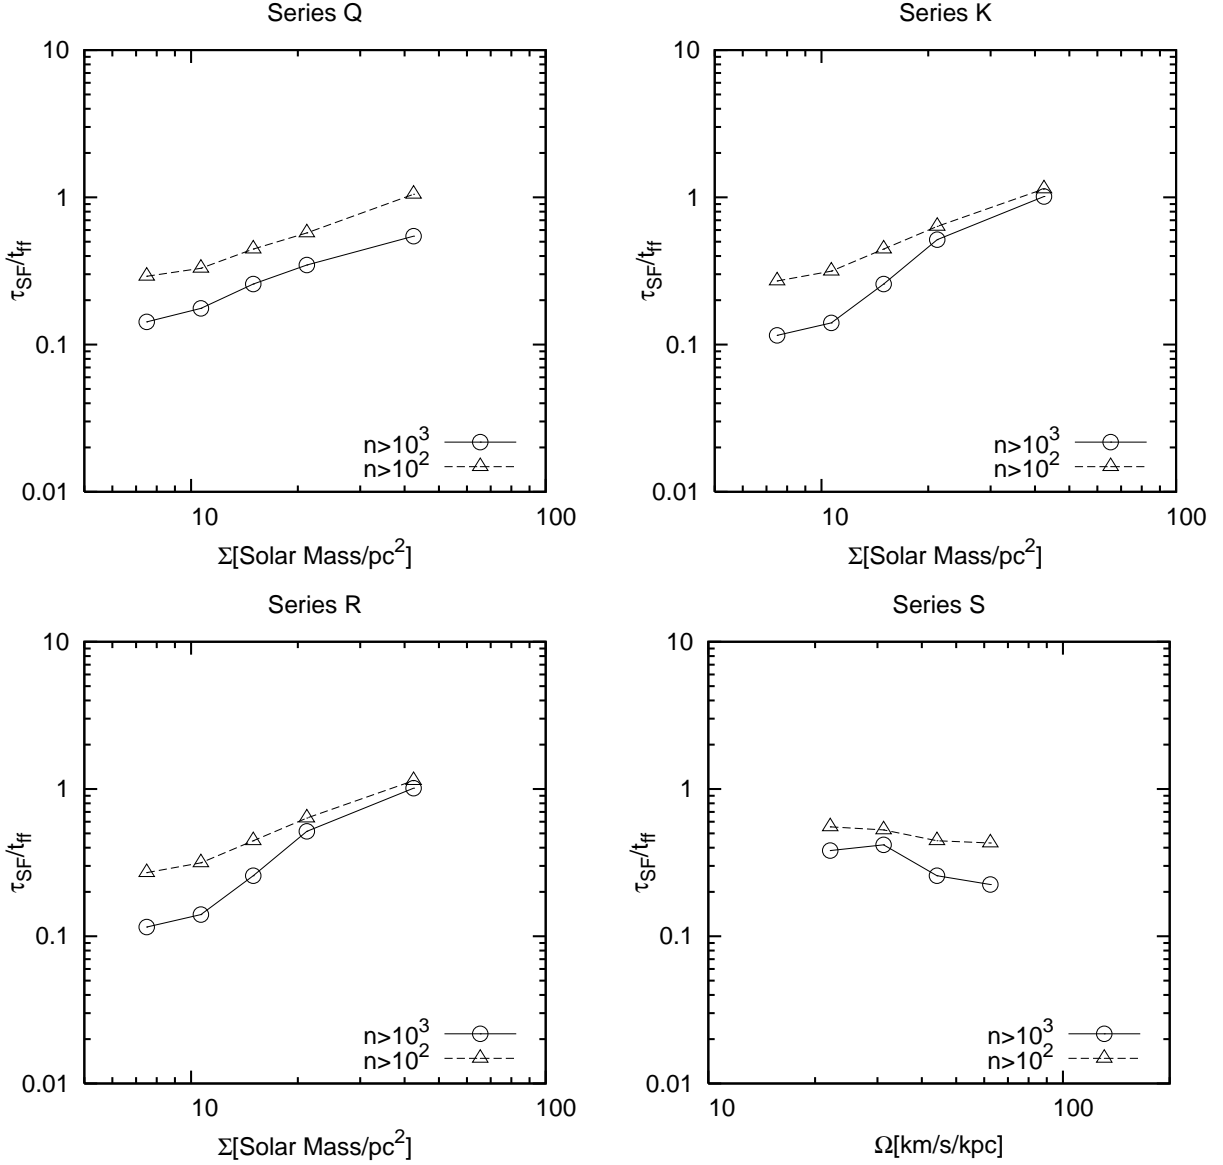 Series Q
10
1
0.1
0.01
τSF/tff
n>10^3
n>10^2
10 100
Σ[Solar Mass/pc^2]
Series K
10
1
0.1
0.01
τSF/tff
n>10^3
n>10^2
10 100
Σ[Solar Mass/pc^2]
Series R
10
1
0.1
0.01
τSF/tff
n>10^3
n>10^2
10 100
Σ[Solar Mass/pc^2]
Series S
10
1
0.1
0.01
τSF/tff
n>10^3
n>10^2
10 100
Ω[km/s/kpc]